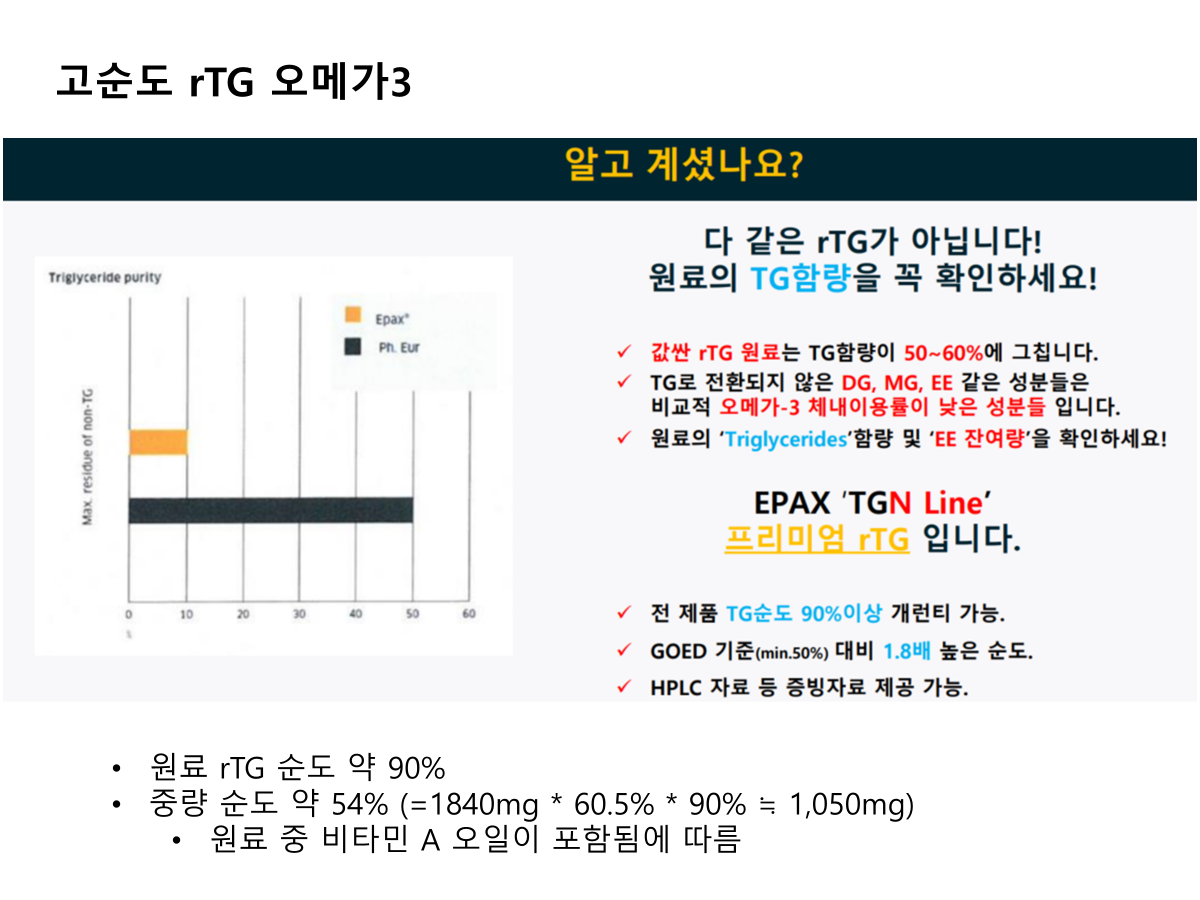 고순도 rTG 오메가3
알고 계셨나요?
다 같은 rTG가 아닙니다!
원료의 TG함량을 꼭 확인하세요!
Triglyceride purity
Epax®
Ph. Eur
Max. residue of non-TG
0 10 20 30 40 50 60
%
✓ 값싼 rTG 원료는 TG함량이 50~60%에 그칩니다.
✓ TG로 전환되지 않은 DG, MG, EE 같은 성분들은
비교적 오메가-3 체내이용률이 낮은 성분들 입니다.
✓ 원료의 ‘Triglycerides’함량 및 ‘EE 잔여량’을 확인하세요!
EPAX ‘TGN Line’
프리미엄 rTG 입니다.
✓ 전 제품 TG순도 90%이상 개런티 가능.
✓ GOED 기준(min.50%) 대비 1.8배 높은 순도.
✓ HPLC 자료 등 증빙자료 제공 가능.
• 원료 rTG 순도 약 90%
• 중량 순도 약 54% (=1840mg * 60.5% * 90% ≒ 1,050mg)
• 원료 중 비타민 A 오일이 포함됨에 따름